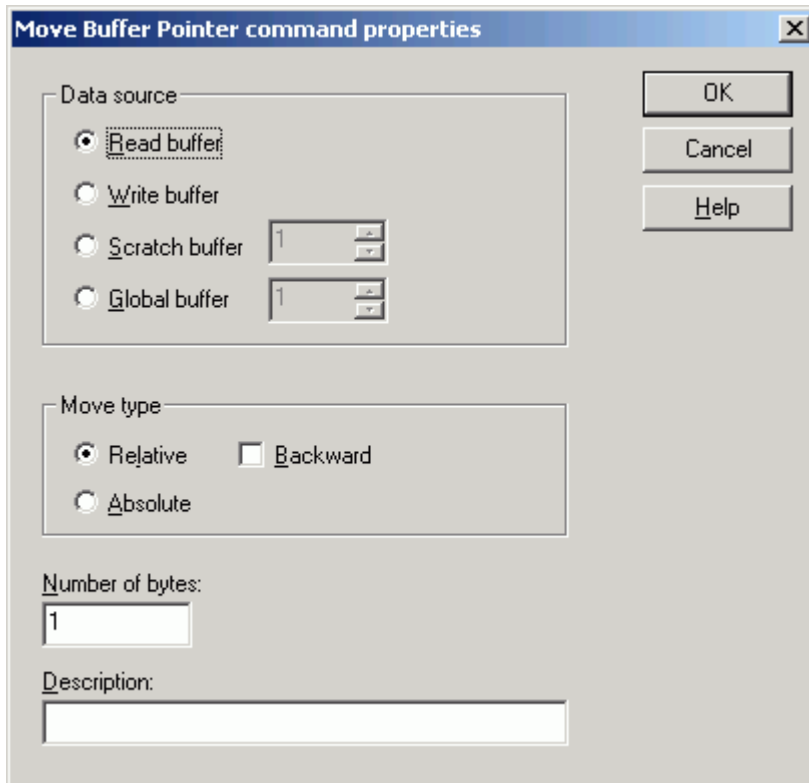 Move Buffer Pointer command properties
Data source
Read buffer
Write buffer
Scratch buffer 1
Global buffer 1
OK
Cancel
Help
Move type
Relative Backward
Absolute
Number of bytes:
1
Description: